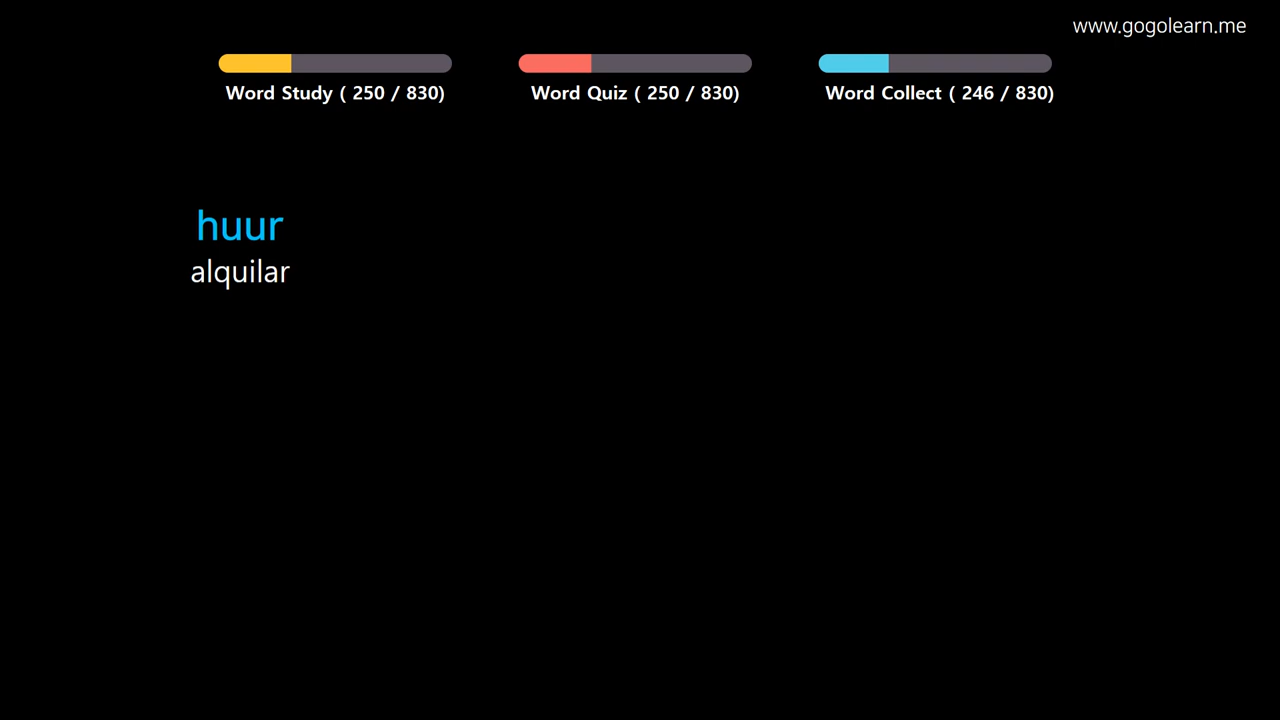 www.gogolearn.me
Word Study ( 250 / 830)
Word Quiz ( 250 / 830)
Word Collect ( 246 / 830)
huur
alquilar